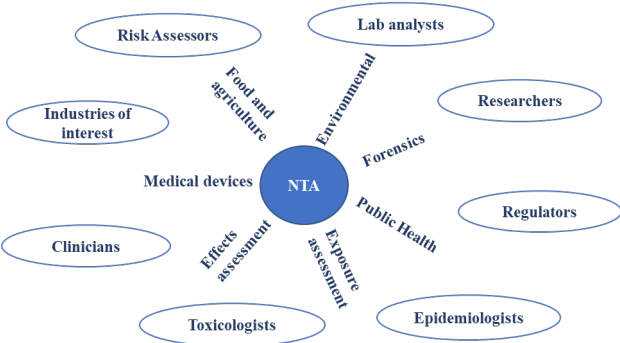 Lab analysts
Risk Assessors
Food and
agriculture
Environmental
Researchers
Industries of
interest
Forensics
Medical devices
NTA
Public Health
Regulators
Clinicians
Effects
assessment
Exposure
assessment
Toxicologists
Epidemiologists